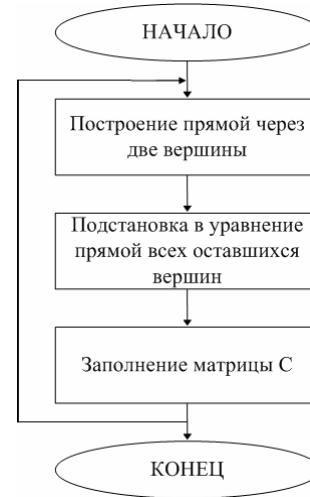 НАЧАЛО
Построение прямой через
две вершины
Подстановка в уравнение
прямой всех оставшихся
вершин
Заполнение матрицы С
КОНЕЦ